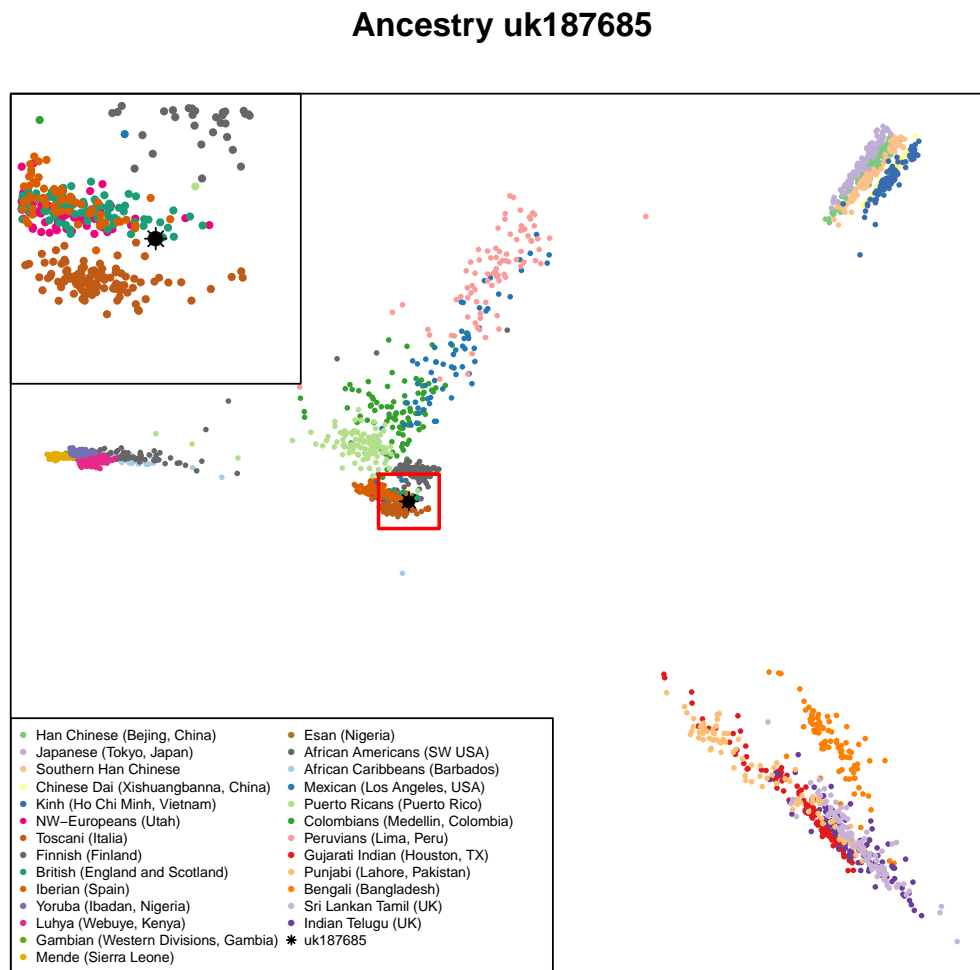 Ancestry uk187685
Han Chinese (Bejing, China)
Japanese (Tokyo, Japan)
Southern Han Chinese
Chinese Dai (Xishuangbanna, China)
Kinh (Ho Chi Minh, Vietnam)
NW−Europeans (Utah)
Toscani (Italia)
Finnish (Finland)
British (England and Scotland)
Iberian (Spain)
Yoruba (Ibadan, Nigeria)
Luhya (Webuye, Kenya)
Gambian (Western Divisions, Gambia)
Mende (Sierra Leone)
Esan (Nigeria)
African Americans (SW USA)
African Caribbeans (Barbados)
Mexican (Los Angeles, USA)
Puerto Ricans (Puerto Rico)
Colombians (Medellin, Colombia)
Peruvians (Lima, Peru)
Gujarati Indian (Houston, TX)
Punjabi (Lahore, Pakistan)
Bengali (Bangladesh)
Sri Lankan Tamil (UK)
Indian Telugu (UK)
uk187685